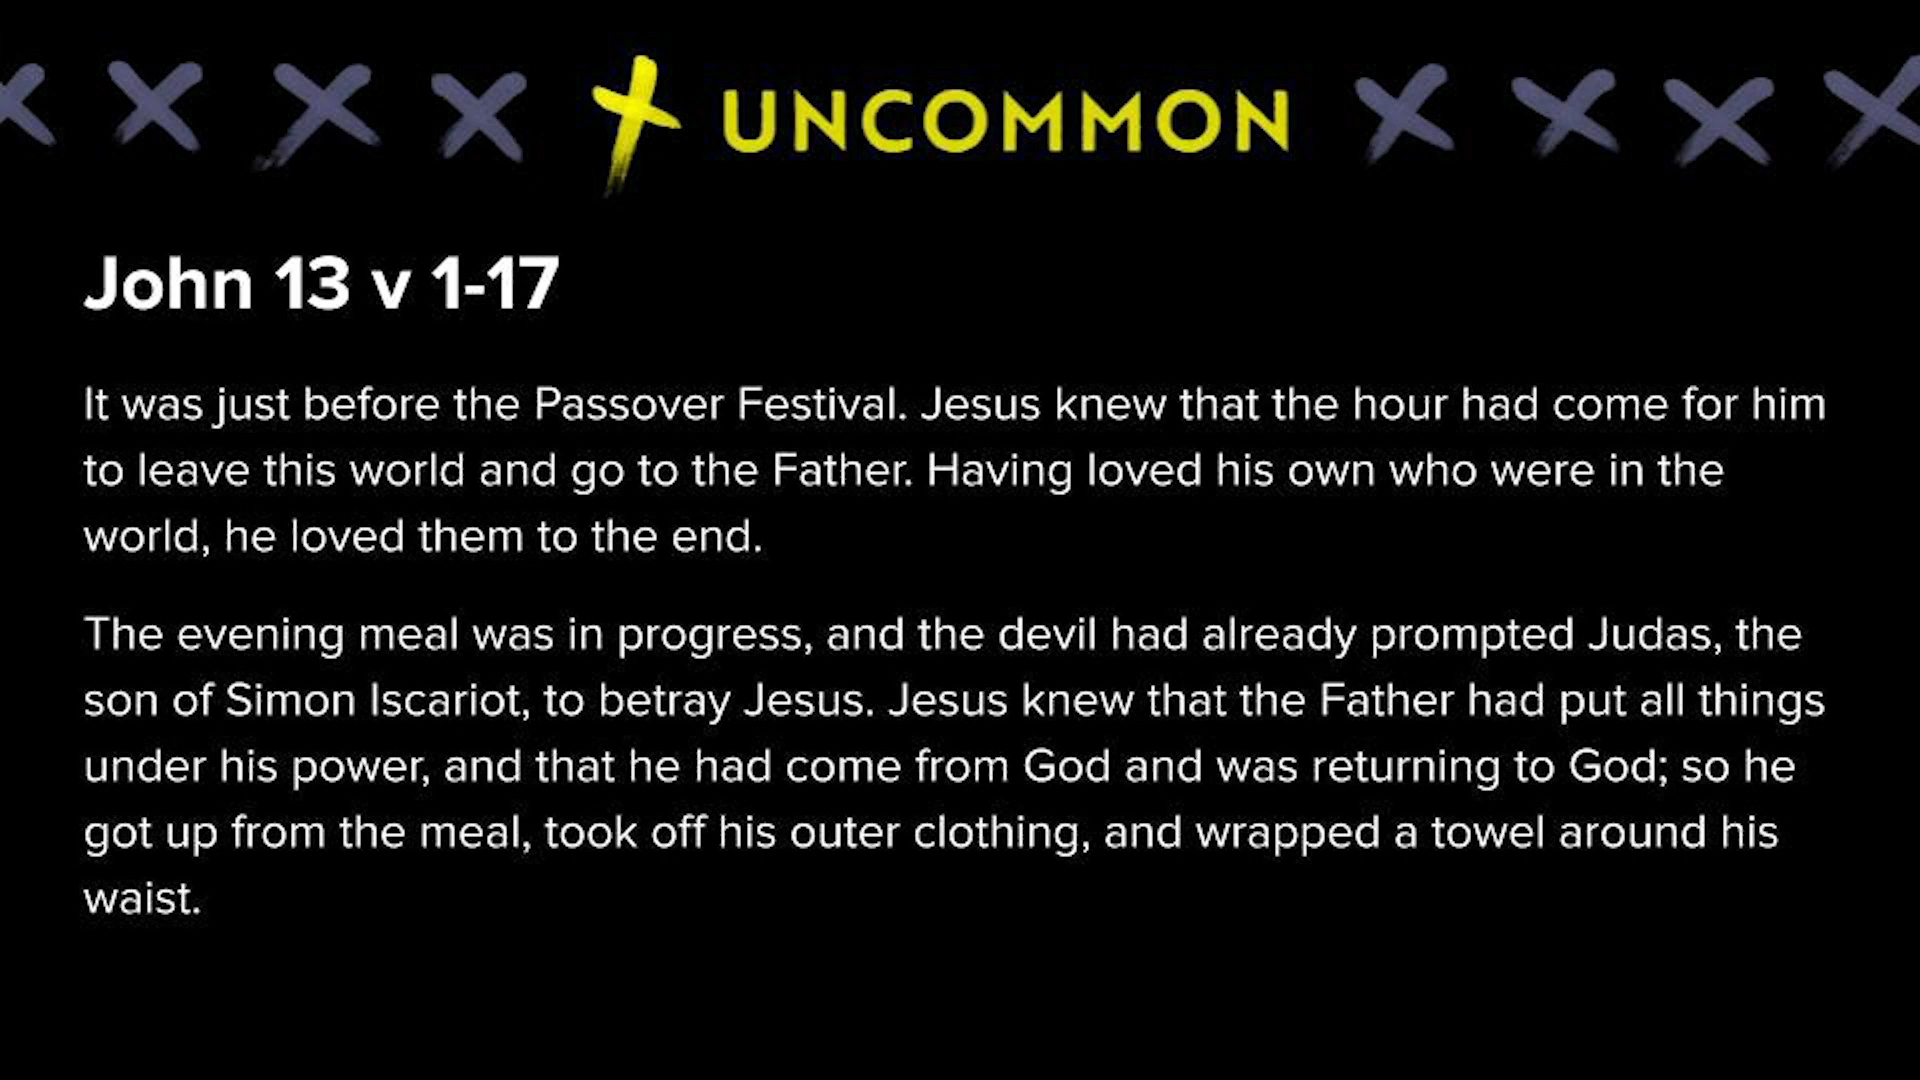 UNCOMMON
John 13 v 1-17
It was just before the Passover Festival. Jesus knew that the hour had come for him
to leave this world and go to the Father. Having loved his own who were in the
world, he loved them to the end.
The evening meal was in progress, and the devil had already prompted Judas, the
son of Simon Iscariot, to betray Jesus. Jesus knew that the Father had put all things
under his power, and that he had come from God and was returning to God; so he
got up from the meal, took off his outer clothing, and wrapped a towel around his
waist.